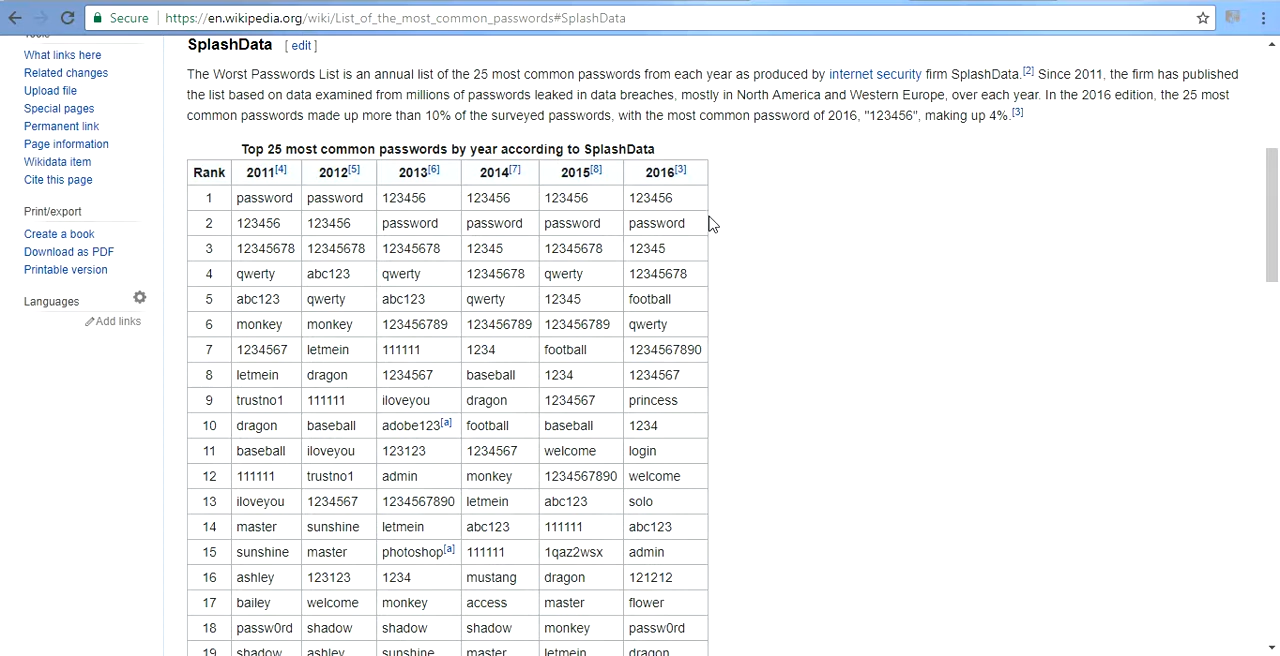 Secure https://en.wikipedia.org/wiki/List_of_the_most_common_passwords#SplashData
Tools
What links here
Related changes
Upload file
Special pages
Permanent link
Page information
Wikidata item
Cite this page
Print/export
Create a book
Download as PDF
Printable version
Languages
Add links
SplashData [ edit ]
The Worst Passwords List is an annual list of the 25 most common passwords from each year as produced by internet security firm SplashData.[2] Since 2011, the firm has published
the list based on data examined from millions of passwords leaked in data breaches, mostly in North America and Western Europe, over each year. In the 2016 edition, the 25 most
common passwords made up more than 10% of the surveyed passwords, with the most common password of 2016, "123456", making up 4%.[3]
Top 25 most common passwords by year according to SplashData
Rank 2011[4] 2012[5] 2013[6] 2014[7] 2015[8] 2016[3]
1 password password 123456 123456 123456 123456
2 123456 123456 password password password password
3 12345678 12345678 12345678 12345 12345678 12345
4 qwerty abc123 qwerty 12345678 qwerty 12345678
5 abc123 qwerty abc123 qwerty 12345 football
6 monkey monkey 123456789 123456789 123456789 qwerty
7 1234567 letmein 111111 1234 football 1234567890
8 letmein dragon 1234567 baseball 1234 1234567
9 trustno1 111111 iloveyou dragon 1234567 princess
10 dragon baseball adobe123[a] football baseball 1234
11 baseball iloveyou 123123 1234567 welcome login
12 111111 trustno1 admin monkey 1234567890 welcome
13 iloveyou 1234567 1234567890 letmein abc123 solo
14 master sunshine letmein abc123 111111 abc123
15 sunshine master photoshop[a] 111111 1qaz2wsx admin
16 ashley 123123 1234 mustang dragon 121212
17 bailey welcome monkey access master flower
18 passw0rd shadow shadow shadow monkey passw0rd
19 shadow ashley sunshine master letmein dragon